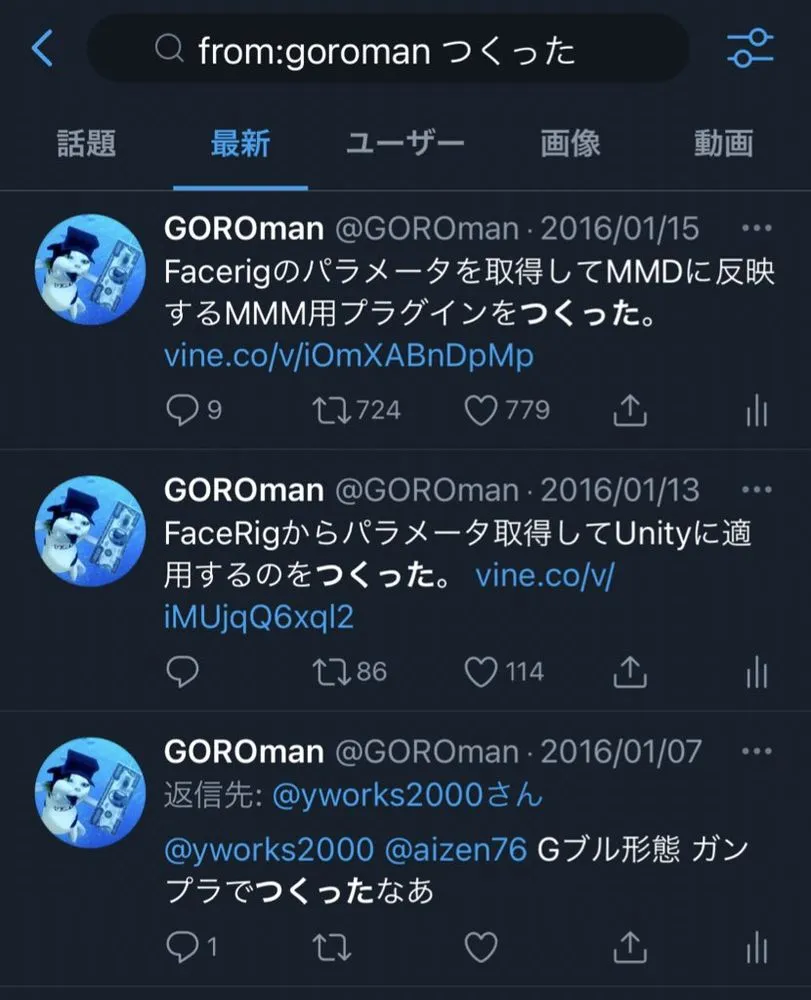 from:goroman つくった
話題 最新 ユーザー 画像 動画
GOROman @GOROman · 2016/01/15
Facerigのパラメータを取得してMMDに反映
するMMM用プラグインをつくった。
vine.co/v/iOmXABnDpMp
9 724 779
GOROman @GOROman · 2016/01/13
FaceRigからパラメータ取得してUnityに適
用するのをつくった。 vine.co/v/
iMUjqQ6xql2
86 114
GOROman @GOROman · 2016/01/07
返信先: @yworks2000さん
@yworks2000 @aizen76 Gブル形態 ガン
プラでつくったなあ
1